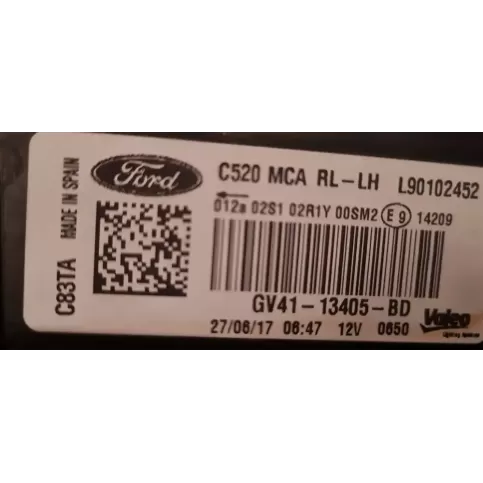 C83TA MADE IN SPAIN
Ford
C520 MCA RL-LH L90102452
012a 02S1 02R1Y 00SM2 E9 14209
GV41-13405-BD
27/06/17 06:47 12V 0650
Valeo